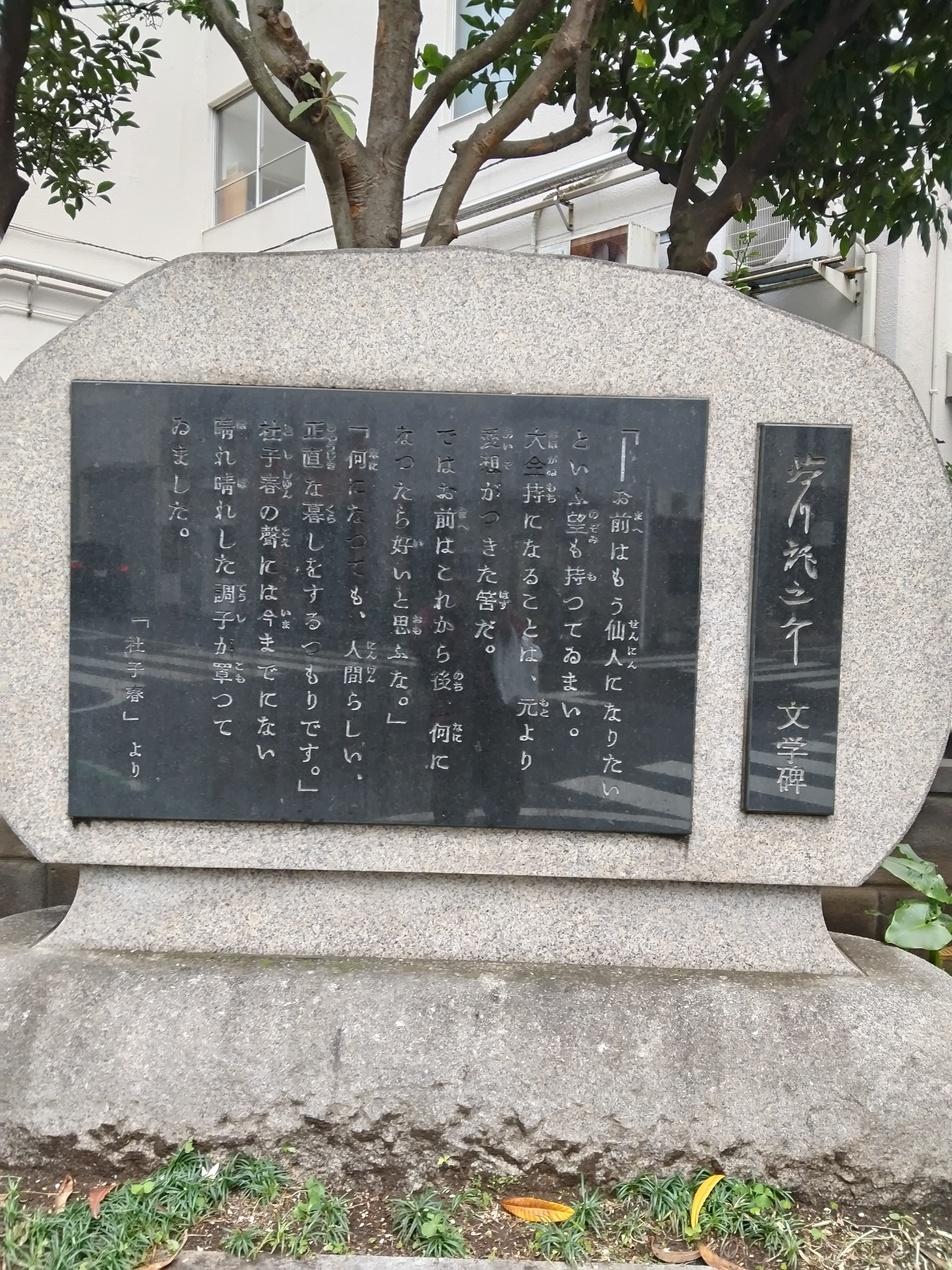 芥川龍之介 文学碑
「―お前はもう仙人になりたい
といふ望も持つてゐまい。
大金持になることは、元より
愛想がつきた筈だ。
ではお前はこれから後、何に
なつたら好いと思ふな。」
「何になつても、人間らしい、
正直な暮しをするつもりです。」
杜子春の聲には今までにない
晴れ晴れした調子が罩つて
ゐました。
「杜子春」より